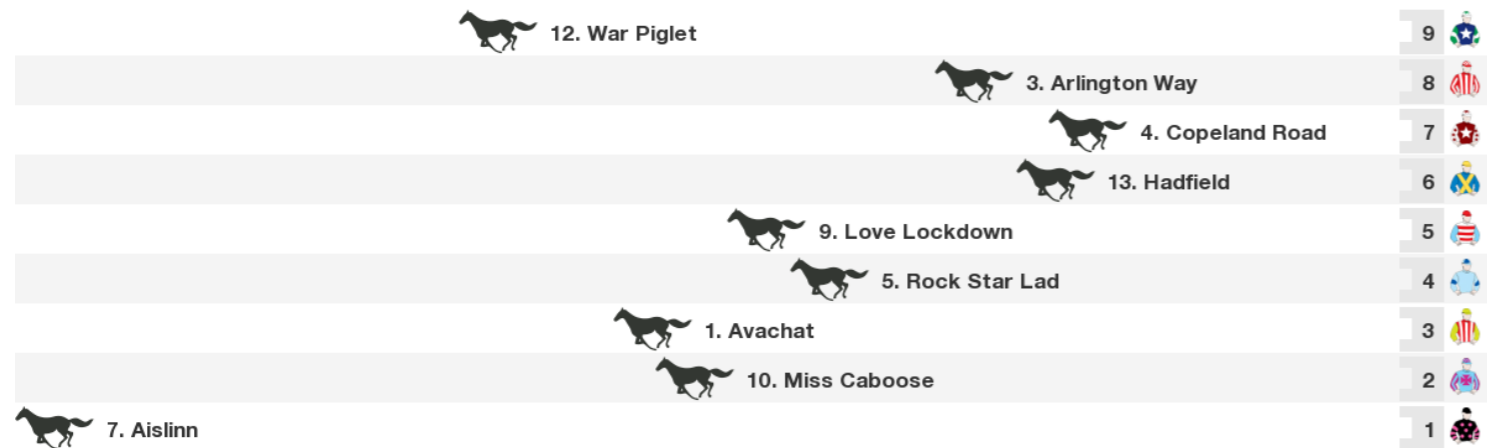 12. War Piglet 9
3. Arlington Way 8
4. Copeland Road 7
13. Hadfield 6
9. Love Lockdown 5
5. Rock Star Lad 4
1. Avachat 3
10. Miss Caboose 2
7. Aislinn 1